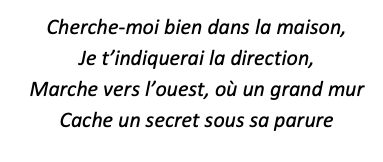 Cherche-moi bien dans la maison,
Je t’indiquerai la direction,
Marche vers l’ouest, où un grand mur
Cache un secret sous sa parure